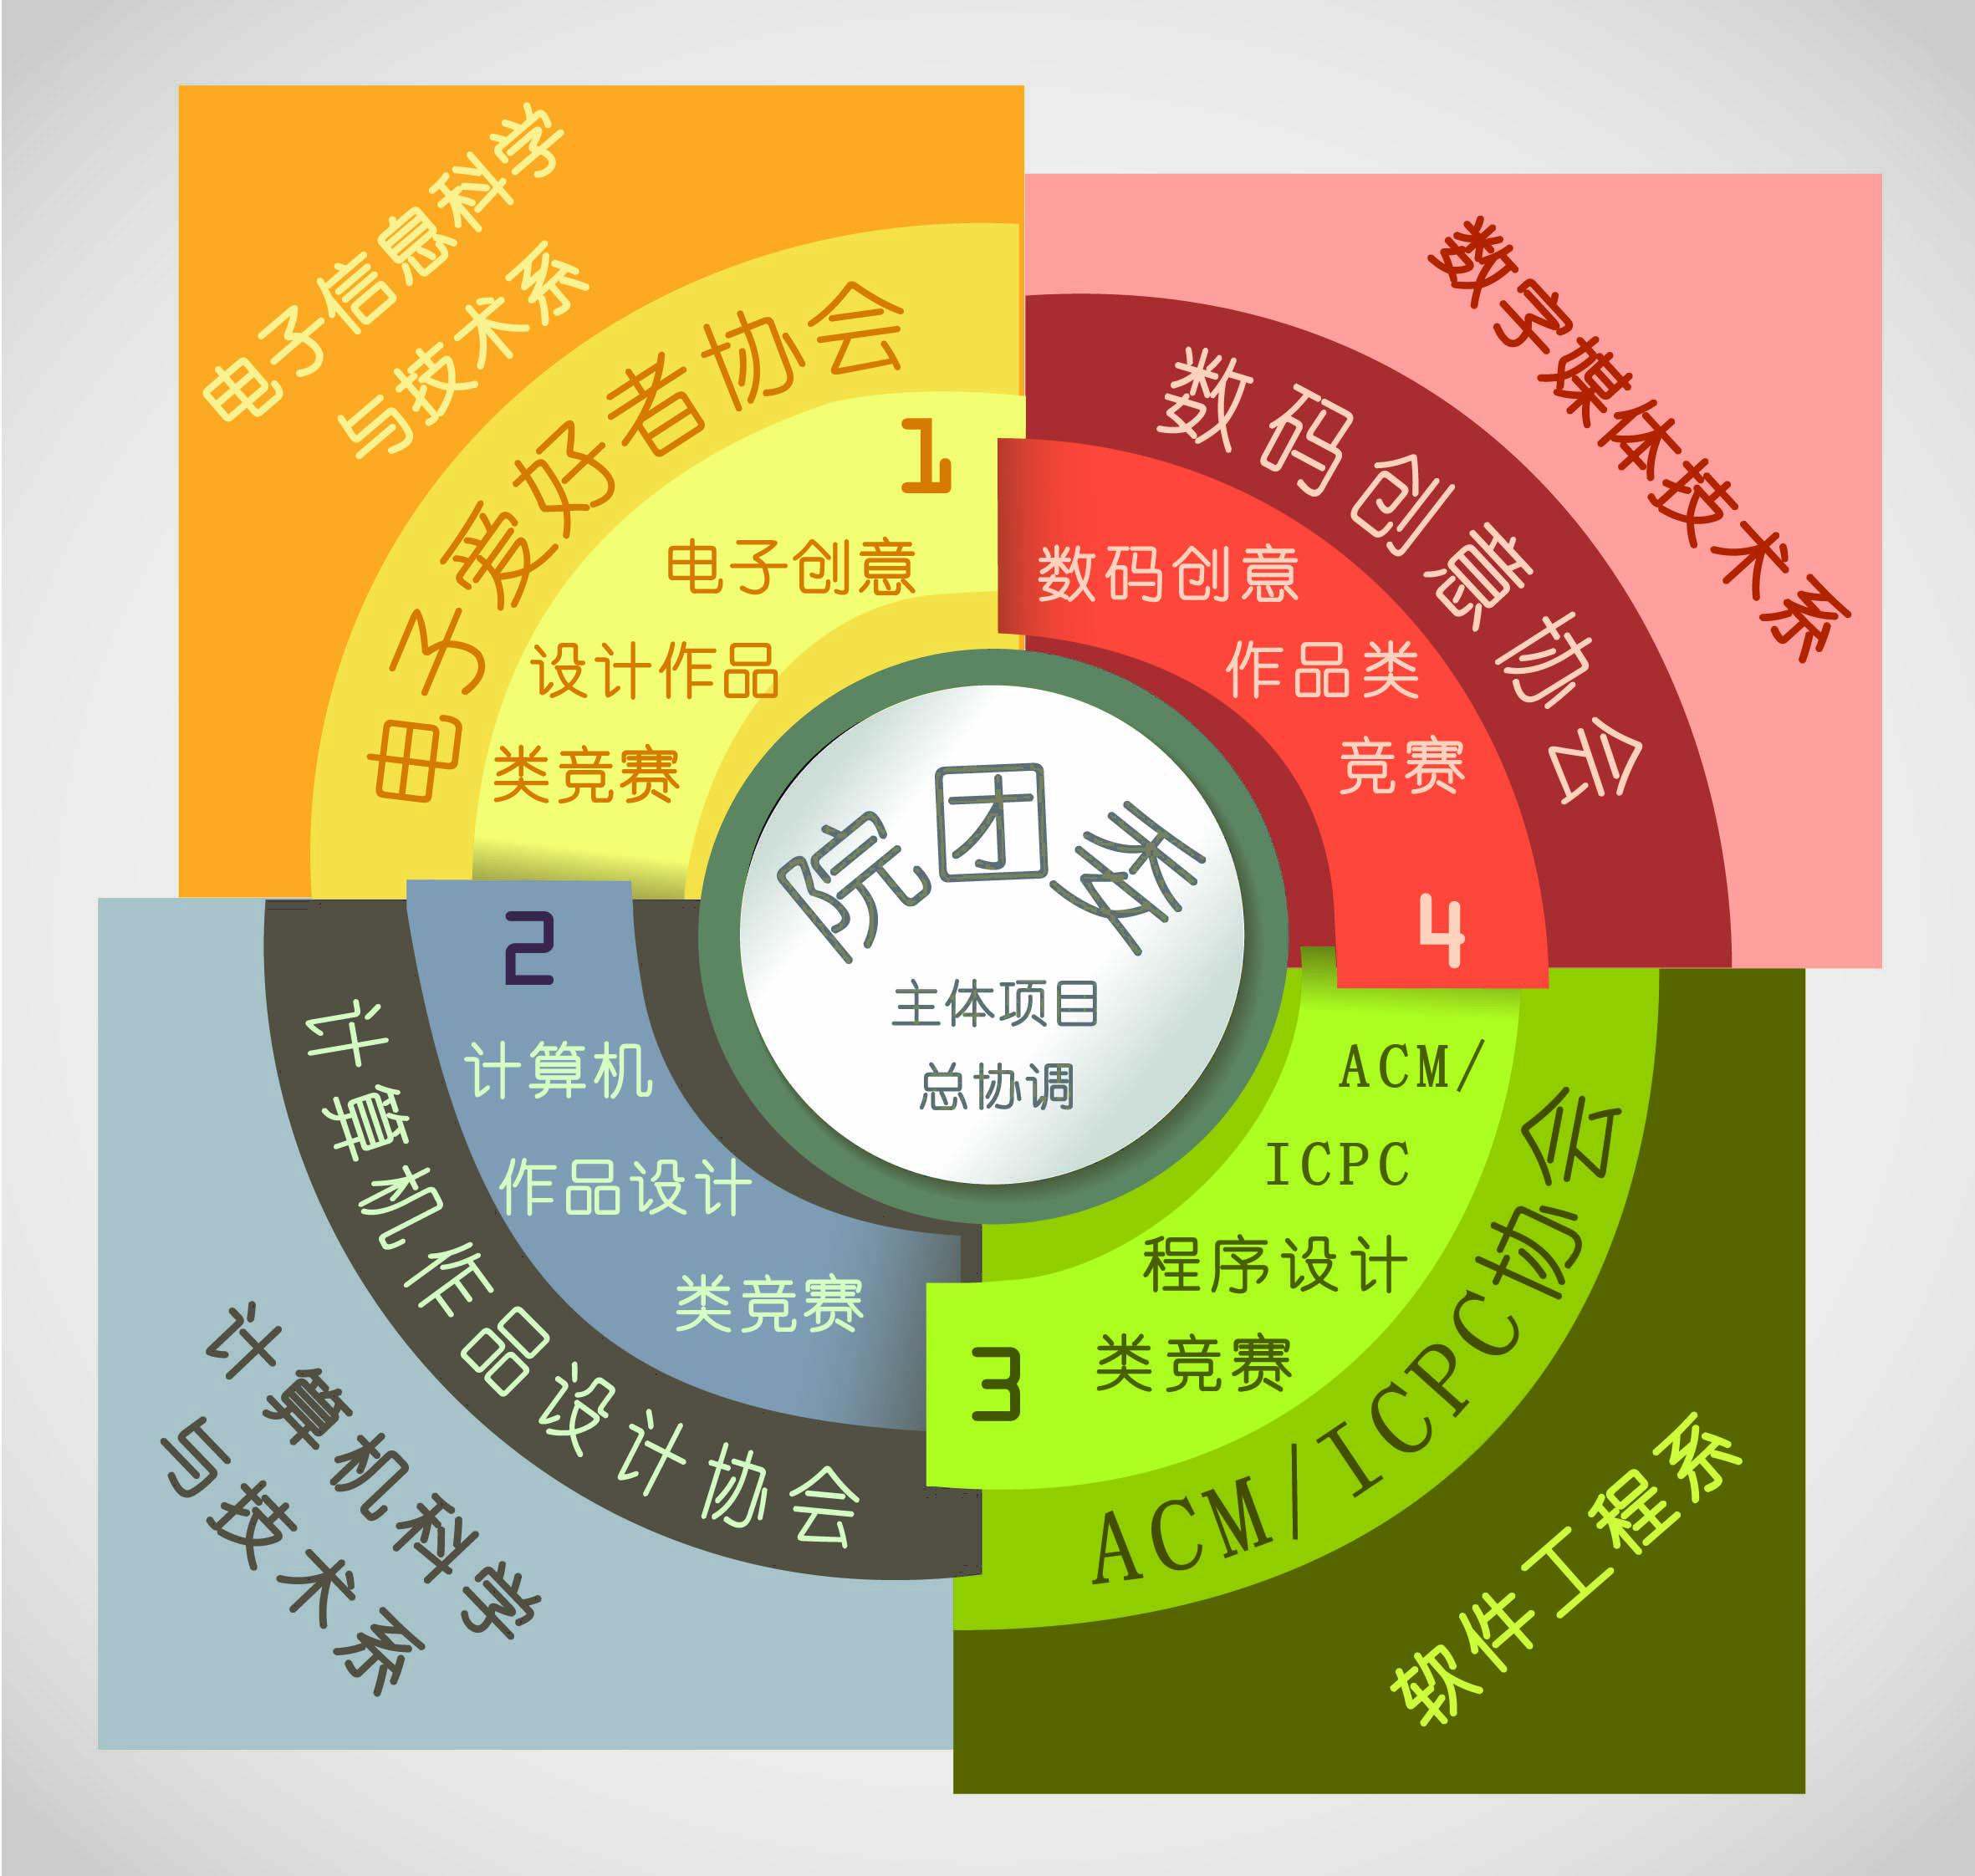 电子信息科学
与技术系
电子爱好者协会
1
电子创意
设计作品
类竞赛
数字媒体技术系
数码创意协会
数码创意
作品类
竞赛
4
院团委
主体项目
总协调
2
计算机
作品设计
类竞赛
计算机作品设计协会
计算机科学
与技术系
ACM/
ICPC
程序设计
类竞赛
3
ACM/ICPC协会
软件工程系